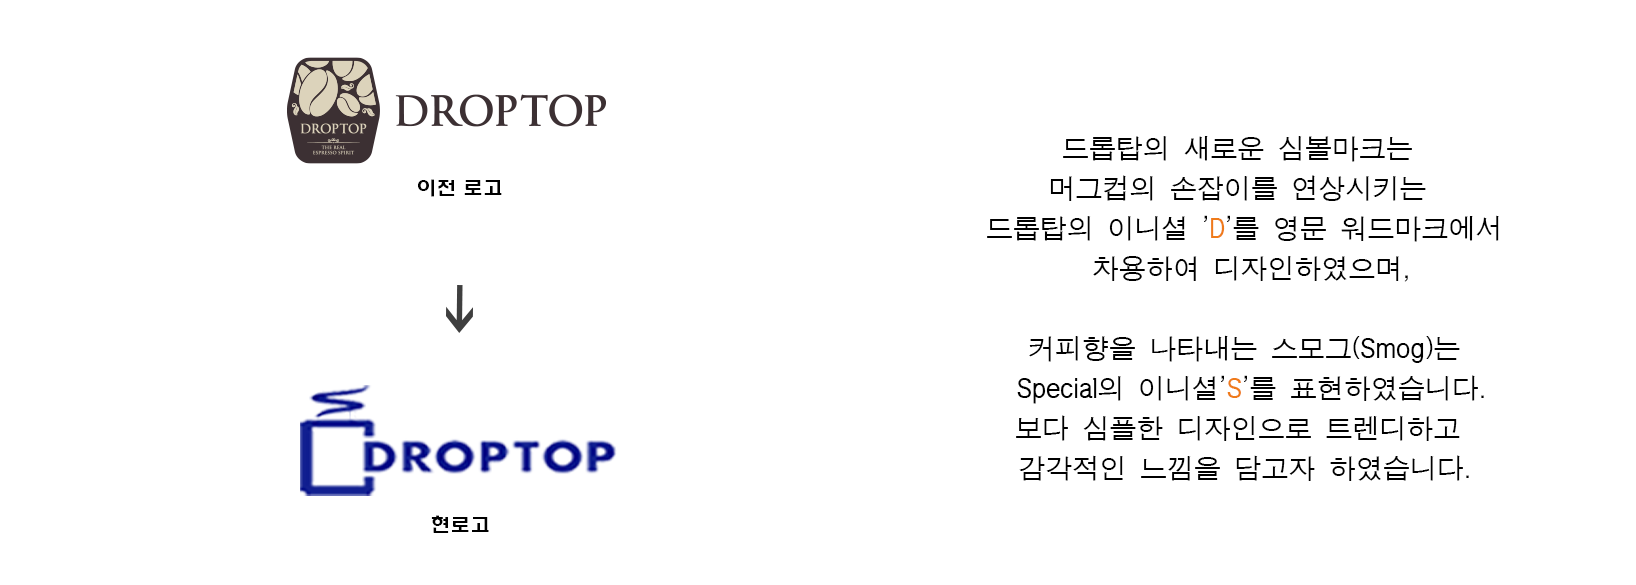 DROPTOP
THE REAL
ESPRESSO SPIRIT
DROPTOP
이전 로고
DROPTOP
현로고
드롭탑의 새로운 심볼마크는
머그컵의 손잡이를 연상시키는
드롭탑의 이니셜 'D'를 영문 워드마크에서
차용하여 디자인하였으며,
커피향을 나타내는 스모그(Smog)는
Special의 이니셜'S'를 표현하였습니다.
보다 심플한 디자인으로 트렌디하고
감각적인 느낌을 담고자 하였습니다.